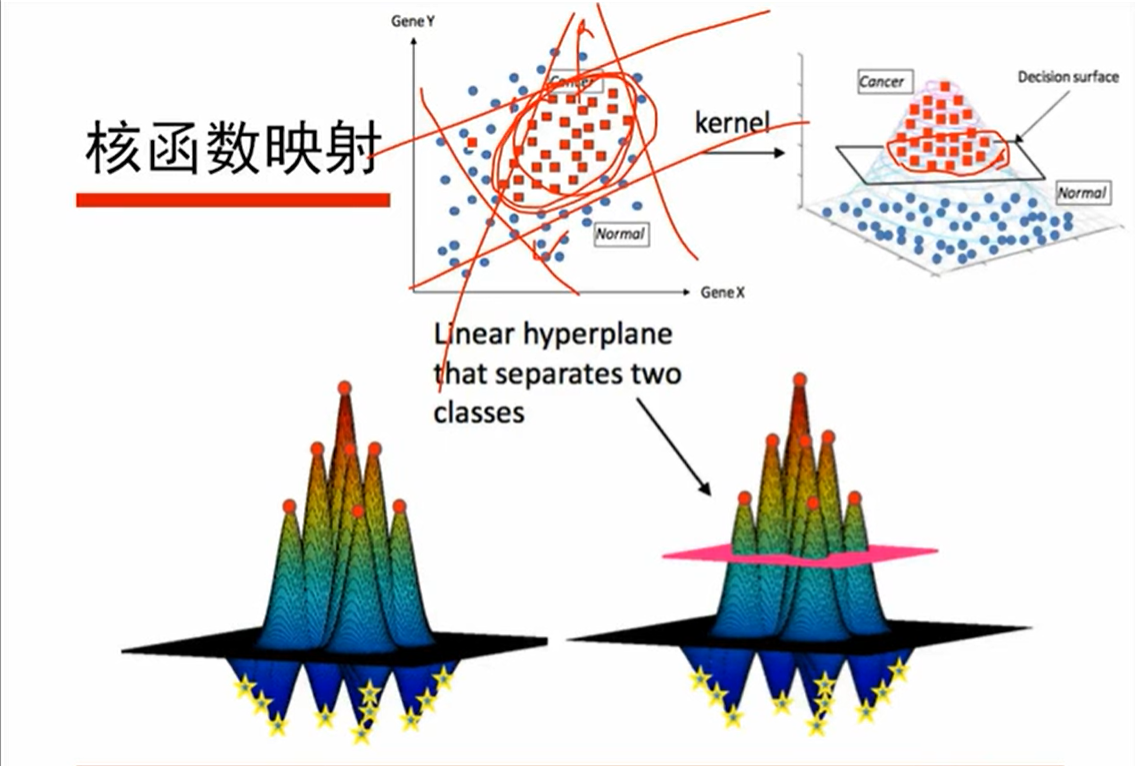 核函数映射
Gene Y
Cancer
Normal
Gene X
kernel
Cancer
Decision surface
Normal
Linear hyperplane
that separates two
classes